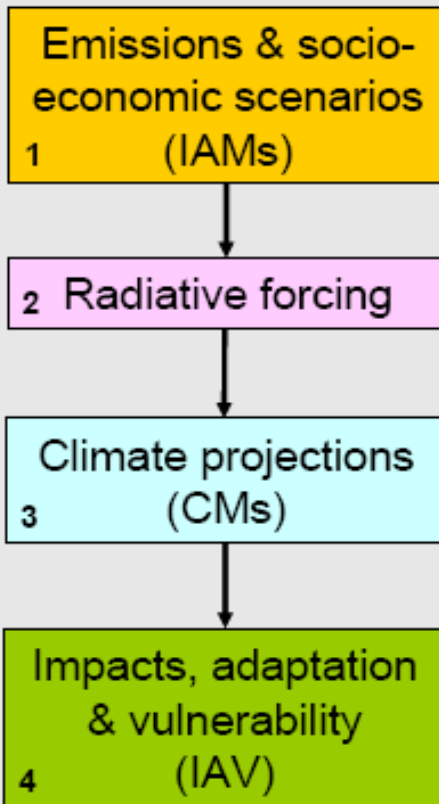 Emissions & socio-
economic scenarios
1 (IAMs)
2 Radiative forcing
Climate projections
3 (CMs)
Impacts, adaptation
& vulnerability
4 (IAV)